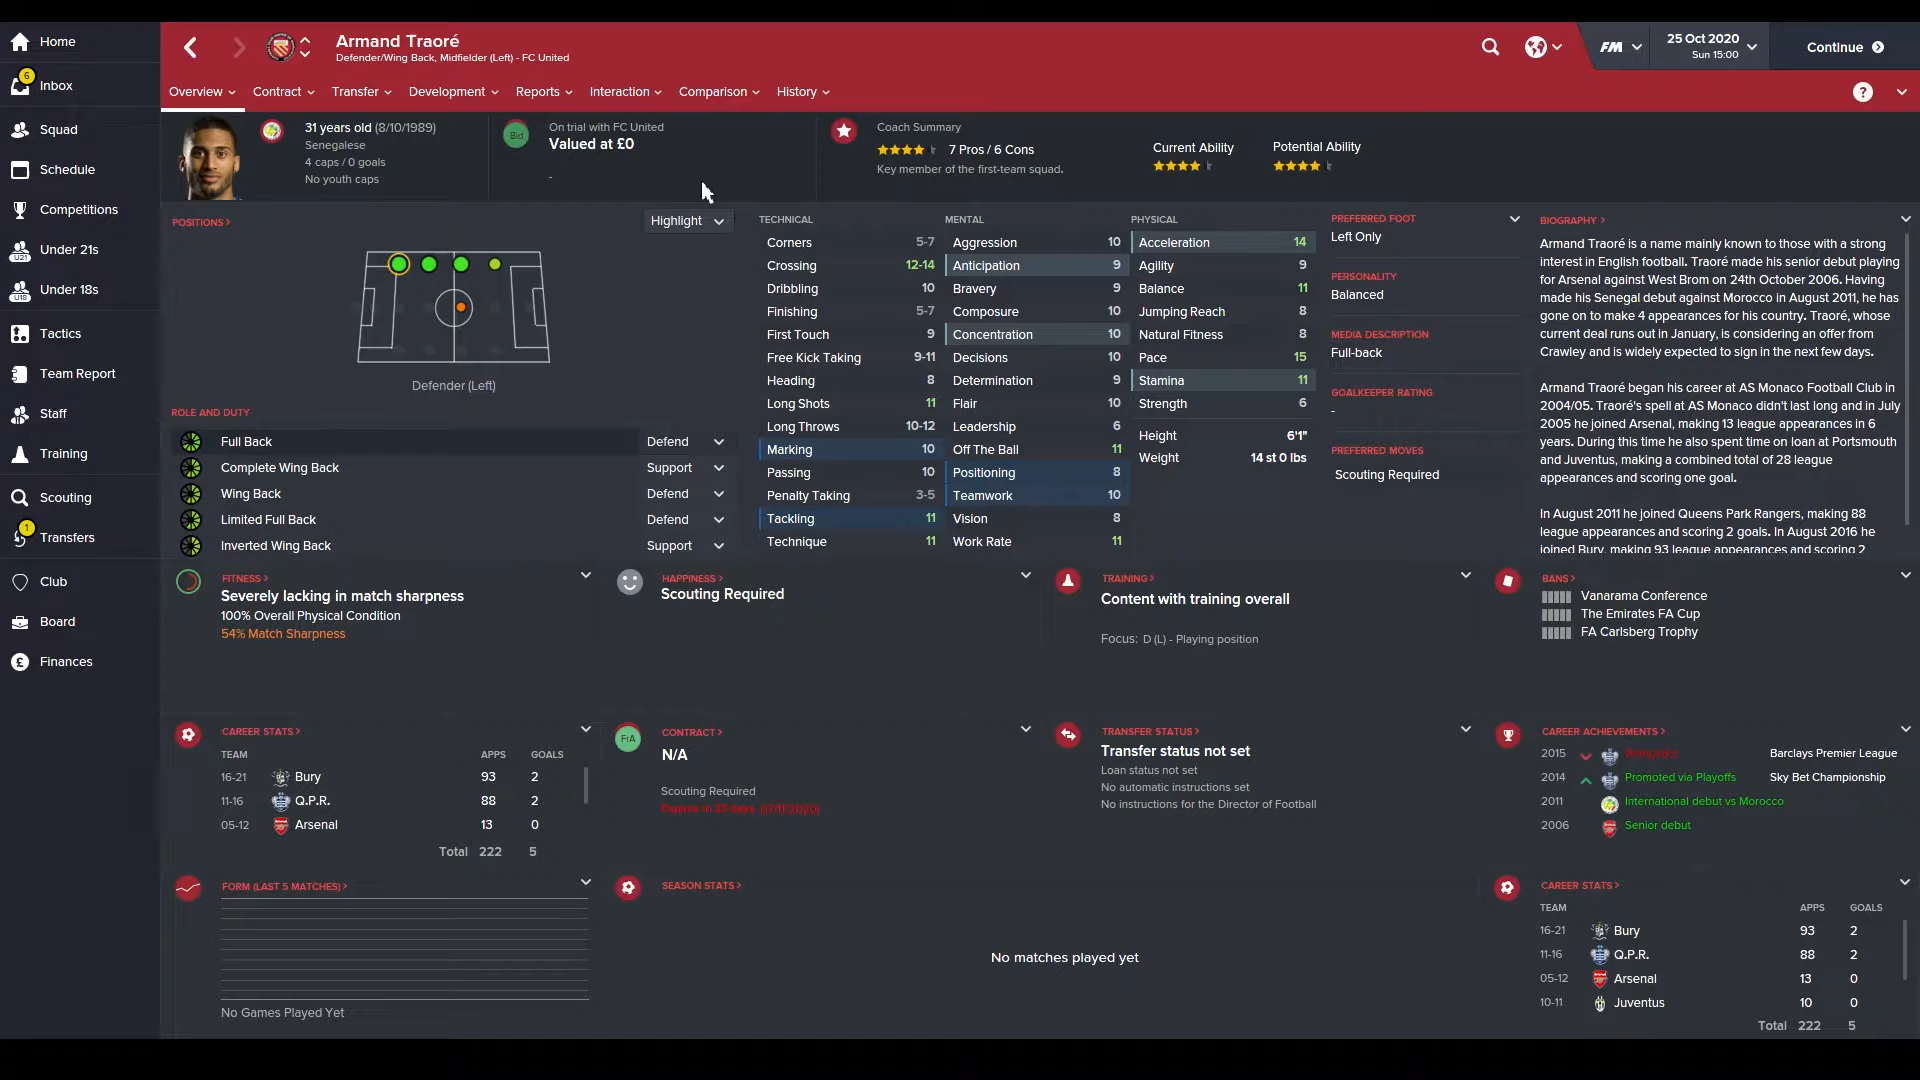 Home
6
Inbox
Squad
Schedule
Competitions
U21
Under 21s
U18
Under 18s
Tactics
Team Report
Staff
Training
Scouting
1
Transfers
Club
Board
£
Finances
Armand Traoré
Defender/Wing Back, Midfielder (Left) - FC United
FM
25 Oct 2020
Sun 15:00
Continue
Overview
Contract
Transfer
Development
Reports
Interaction
Comparison
History
?
31 years old (8/10/1989)
Senegalese
4 caps / 0 goals
No youth caps
Bid
On trial with FC United
Valued at £0
-
Coach Summary
7 Pros / 6 Cons
Key member of the first-team squad.
Current Ability
Potential Ability
POSITIONS >
Highlight
Defender (Left)
ROLE AND DUTY
Full Back Defend
Complete Wing Back Support
Wing Back Defend
Limited Full Back Defend
Inverted Wing Back Support
TECHNICAL
Corners 5-7
Crossing 12-14
Dribbling 10
Finishing 5-7
First Touch 9
Free Kick Taking 9-11
Heading 8
Long Shots 11
Long Throws 10-12
Marking 10
Passing 10
Penalty Taking 3-5
Tackling 11
Technique 11
MENTAL
Aggression 10
Anticipation 9
Bravery 9
Composure 10
Concentration 10
Decisions 10
Determination 9
Flair 10
Leadership 6
Off The Ball 11
Positioning 8
Teamwork 10
Vision 8
Work Rate 11
PHYSICAL
Acceleration 14
Agility 9
Balance 11
Jumping Reach 8
Natural Fitness 8
Pace 15
Stamina 11
Strength 6
Height 6'1"
Weight 14 st 0 lbs
PREFERRED FOOT
Left Only
PERSONALITY
Balanced
MEDIA DESCRIPTION
Full-back
GOALKEEPER RATING
-
PREFERRED MOVES
Scouting Required
BIOGRAPHY >
Armand Traoré is a name mainly known to those with a strong
interest in English football. Traoré made his senior debut playing
for Arsenal against West Brom on 24th October 2006. Having
made his Senegal debut against Morocco in August 2011, he has
gone on to make 4 appearances for his country. Traoré, whose
current deal runs out in January, is considering an offer from
Crawley and is widely expected to sign in the next few days.
Armand Traoré began his career at AS Monaco Football Club in
2004/05. Traoré's spell at AS Monaco didn't last long and in July
2005 he joined Arsenal, making 13 league appearances in 6
years. During this time he also spent time on loan at Portsmouth
and Juventus, making a combined total of 28 league
appearances and scoring one goal.
In August 2011 he joined Queens Park Rangers, making 88
league appearances and scoring 2 goals. In August 2016 he
joined Bury, making 93 league appearances and scoring 2
FITNESS >
Severely lacking in match sharpness
100% Overall Physical Condition
54% Match Sharpness
HAPPINESS >
Scouting Required
TRAINING >
Content with training overall
Focus: D (L) - Playing position
BANS >
Vanarama Conference
The Emirates FA Cup
FA Carlsberg Trophy
CAREER STATS >
TEAM APPS GOALS
16-21 Bury 93 2
11-16 Q.P.R. 88 2
05-12 Arsenal 13 0
Total 222 5
FrA
CONTRACT >
N/A
Scouting Required
Expires in 23 days (17/11/2020)
TRANSFER STATUS >
Transfer status not set
Loan status not set
No automatic instructions set
No instructions for the Director of Football
CAREER ACHIEVEMENTS >
2015 Barclays Premier League
2014 Promoted via Playoffs Sky Bet Championship
2011 International debut vs Morocco
2006 Senior debut
FORM (LAST 5 MATCHES) >
No Games Played Yet
SEASON STATS >
No matches played yet
CAREER STATS >
TEAM APPS GOALS
16-21 Bury 93 2
11-16 Q.P.R. 88 2
05-12 Arsenal 13 0
10-11 Juventus 10 0
Total 222 5